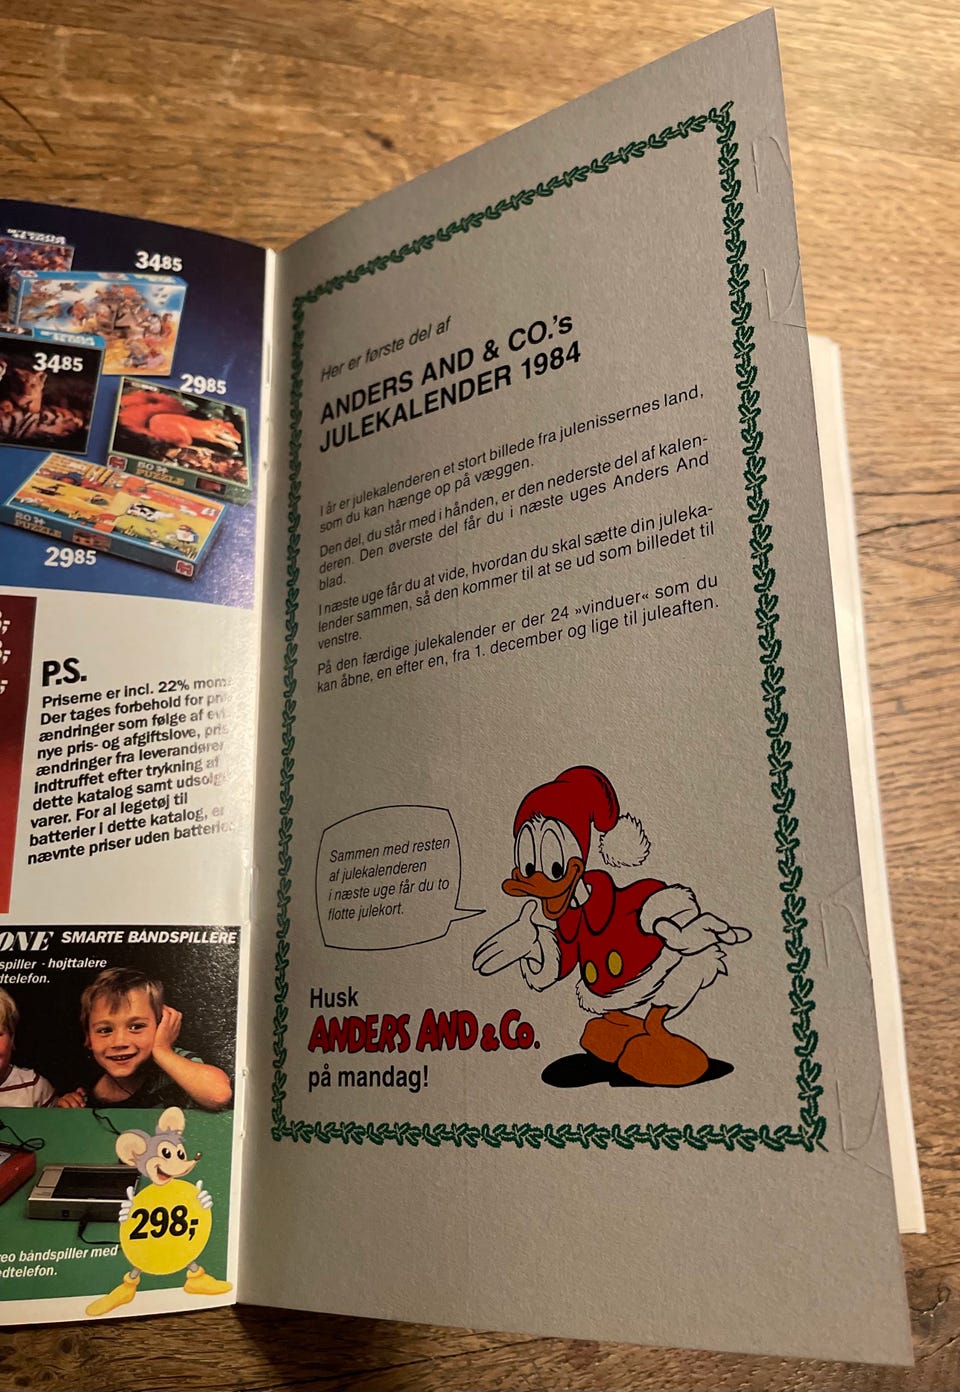 3485
3485
2985
50
PUZZLE
50
PUZZLE
2985
P.S.
Priserne er incl. 22%
Der tages forbehold for
ændringer som følge af
nye pris- og afgiftslove,
ændringer fra leverandører
indtruffet efter trykning af
dette katalog samt
varer. For al legetøj til
batterier i dette katalog, er
nævnte priser uden
SMARTE BÅNDSPILLERE
højttalere
298,-
båndspiller med
Her er første del af
ANDERS AND & CO.'s
JULEKALENDER 1984
I år er julekalenderen et stort billede fra julenissernes land,
som du kan hænge op på væggen.
Den del, du står med i hånden, er den nederste del af kalen-
deren. Den øverste del får du i næste uges Anders And
blad.
I næste uge får du at vide, hvordan du skal sætte din juleka-
lender sammen, så den kommer til at se ud som billedet til
venstre.
På den færdige julekalender er der 24 »vinduer« som du
kan åbne, en efter en, fra 1. december og lige til juleaften.
Sammen med resten
af julekalenderen
i næste uge får du to
flotte julekort.
Husk
ANDERS AND & Co.
på mandag!